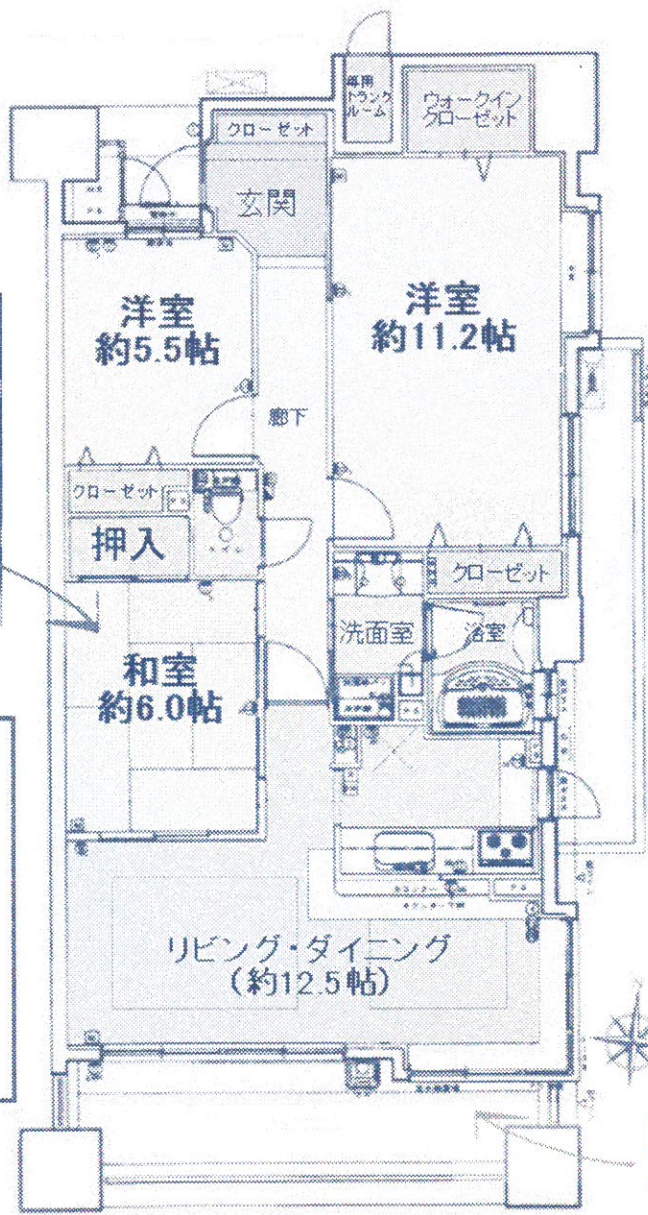 専用
トランク
ルーム
ウォークイン
クローゼット
クローゼット
玄関
洋室
約5.5帖
洋室
約11.2帖
廊下
クローゼット
トイレ
押入
クローゼット
洗面室
浴室
和室
約6.0帖
リビング・ダイニング
(約12.5帖)